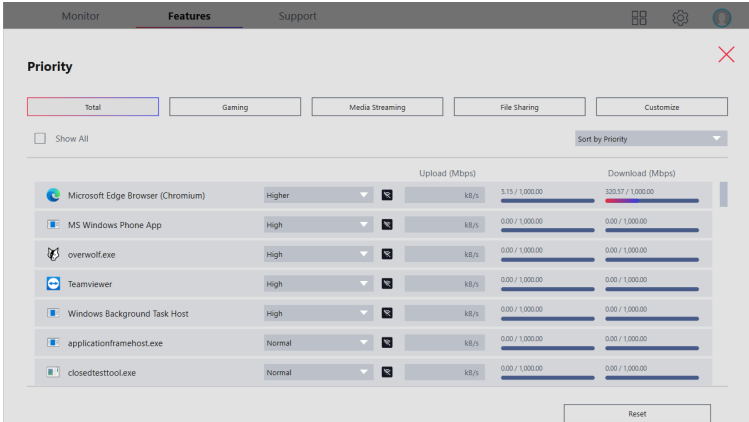 Monitor Features Support
Priority
Total Gaming Media Streaming File Sharing Customize
Show All Sort by Priority
Upload (Mbps) Download (Mbps)
Microsoft Edge Browser (Chromium) Higher kB/s 5.15 / 1,000.00 320.57 / 1,000.00
MS Windows Phone App High kB/s 0.00 / 1,000.00 0.00 / 1,000.00
overwolf.exe High kB/s 0.00 / 1,000.00 0.00 / 1,000.00
Teamviewer High kB/s 0.00 / 1,000.00 0.00 / 1,000.00
Windows Background Task Host High kB/s 0.00 / 1,000.00 0.00 / 1,000.00
applicationframehost.exe Normal kB/s 0.00 / 1,000.00 0.00 / 1,000.00
closedtesttool.exe Normal kB/s 0.00 / 1,000.00 0.00 / 1,000.00
Reset